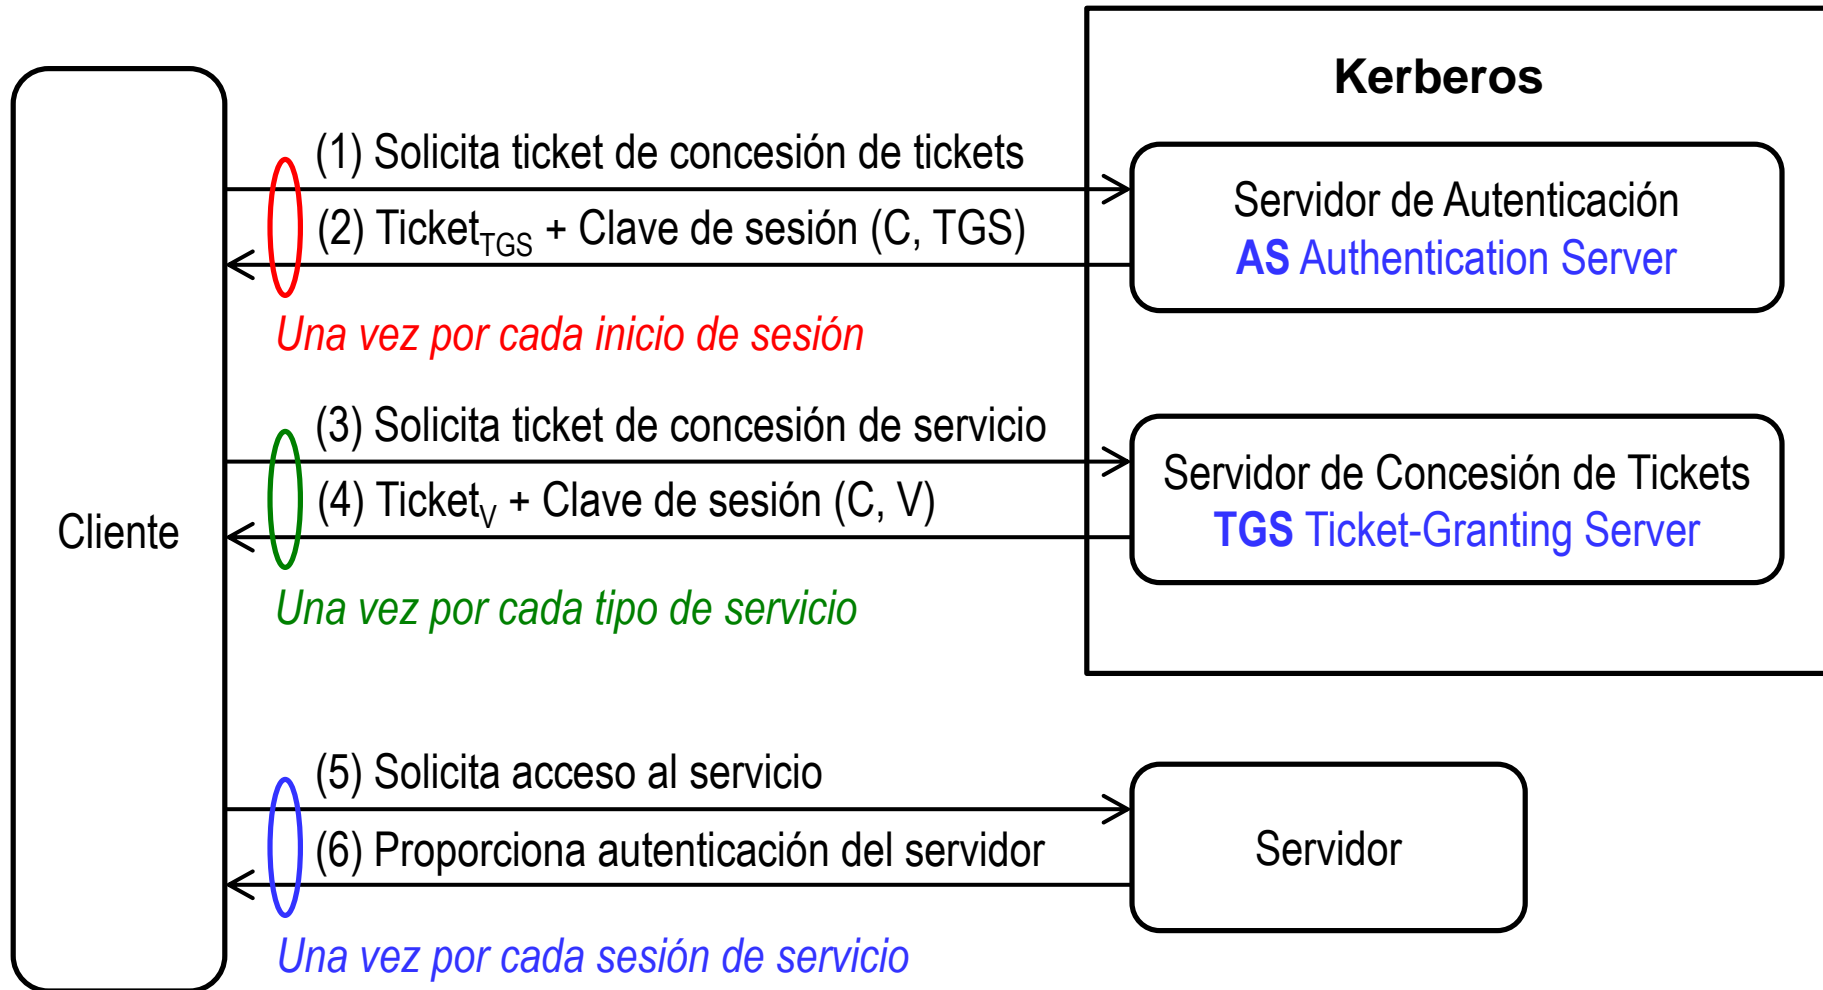 Kerberos
(1) Solicita ticket de concesión de tickets
(2) Ticket_TGS + Clave de sesión (C, TGS)
Una vez por cada inicio de sesión
Servidor de Autenticación
AS Authentication Server
(3) Solicita ticket de concesión de servicio
(4) Ticket_V + Clave de sesión (C, V)
Una vez por cada tipo de servicio
Servidor de Concesión de Tickets
TGS Ticket-Granting Server
Cliente
(5) Solicita acceso al servicio
(6) Proporciona autenticación del servidor
Una vez por cada sesión de servicio
Servidor